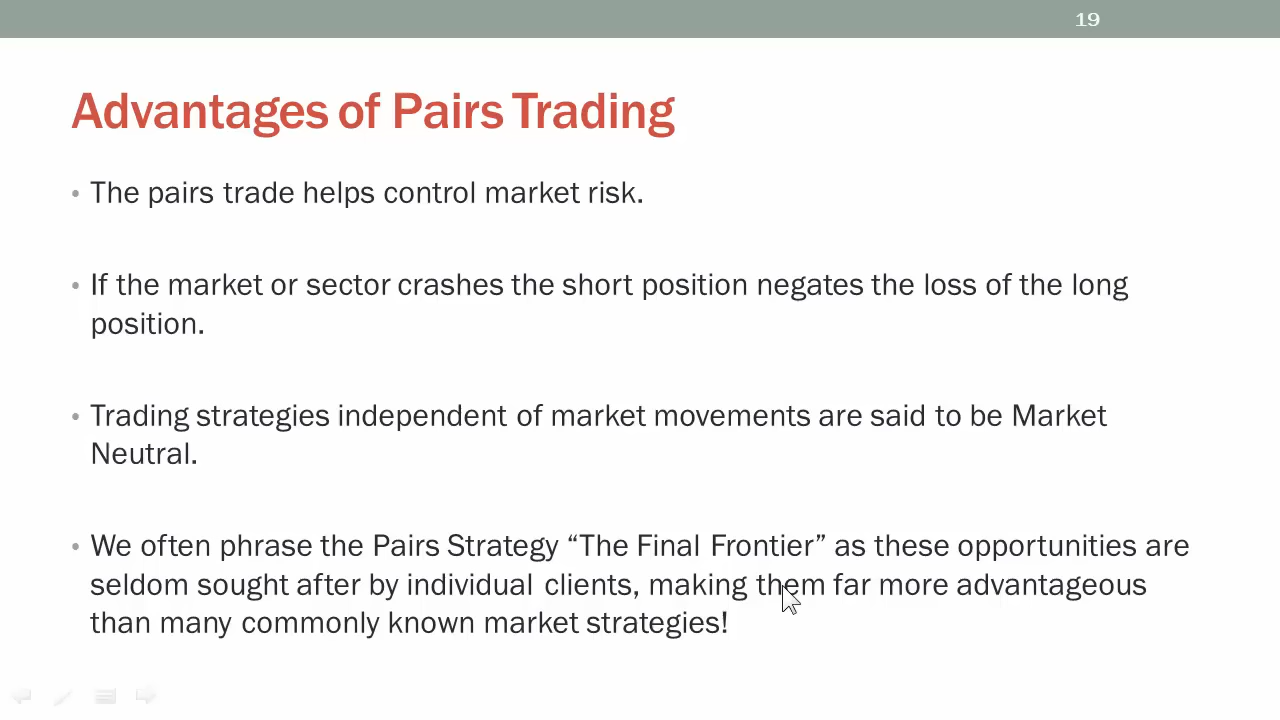 19
Advantages of Pairs Trading
• The pairs trade helps control market risk.
• If the market or sector crashes the short position negates the loss of the long
position.
• Trading strategies independent of market movements are said to be Market
Neutral.
• We often phrase the Pairs Strategy “The Final Frontier” as these opportunities are
seldom sought after by individual clients, making them far more advantageous
than many commonly known market strategies!